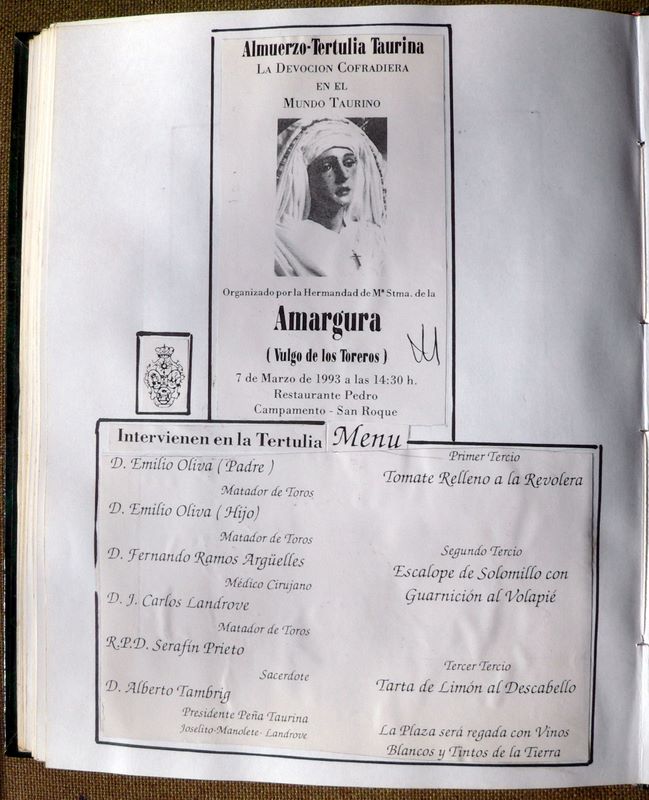 Almuerzo-Tertulia Taurina
LA DEVOCION COFRADIERA
EN EL
MUNDO TAURINO
Organizado por la Hermandad de Mª Stma. de la
Amargura
( Vulgo de los Toreros )
7 de Marzo de 1993 a las 14:30 h.
Restaurante Pedro
Campamento - San Roque
Intervienen en la Tertulia
D. Emilio Oliva ( Padre )
Matador de Toros
D. Emilio Oliva ( Hijo)
Matador de Toros
D. Fernando Ramos Argüelles
Médico Cirujano
D. J. Carlos Landrove
Matador de Toros
R.P.D. Serafín Prieto
Sacerdote
D. Alberto Tambrig
Presidente Peña Taurina
Joselito-Manolete- Landrove
Menu
Primer Tercio
Tomate Relleno a la Revolera
Segundo Tercio
Escalope de Solomillo con
Guarnición al Volapié
Tercer Tercio
Tarta de Limón al Descabello
La Plaza será regada con Vinos
Blancos y Tintos de la Tierra